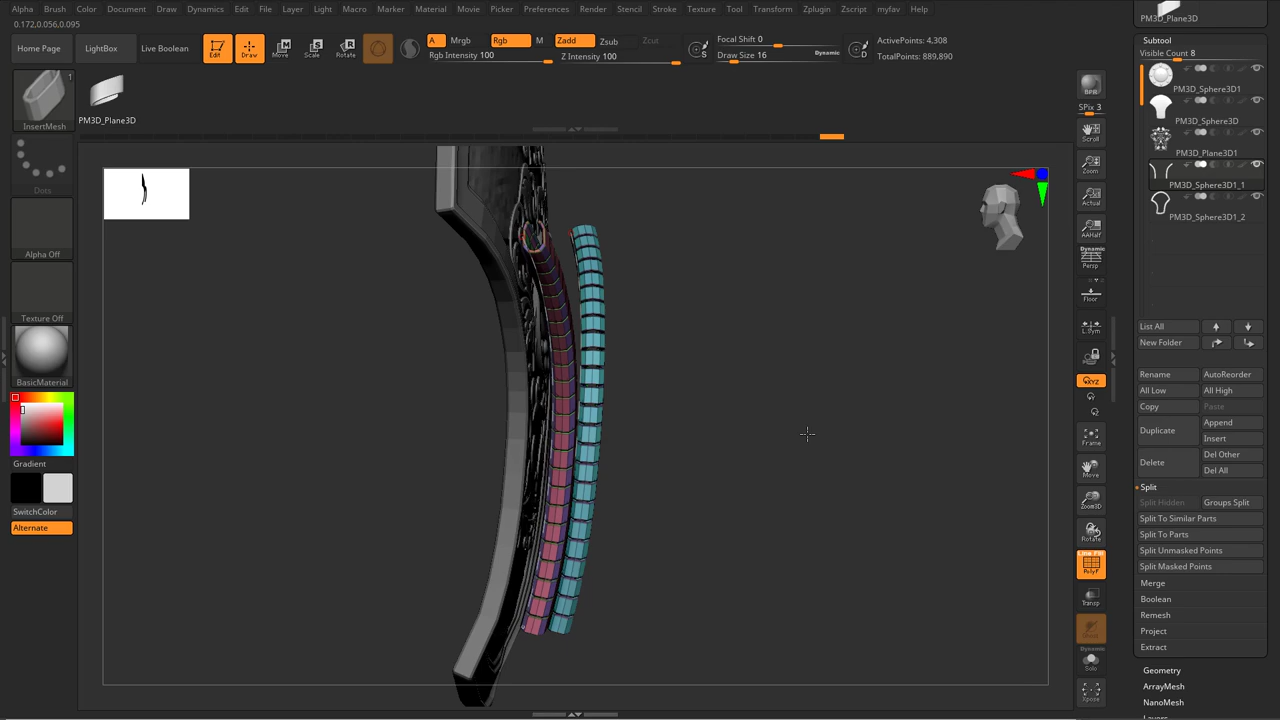 Alpha Brush Color Document Draw Dynamics Edit File Layer Light Macro Marker Material Movie Picker Preferences Render Stencil Stroke Texture Tool Transform Zplugin Zscript myfav Help
0.172,0.056,0.095
Home Page LightBox Live Boolean Edit Draw Move Scale Rotate
A Mrgb Rgb M Zadd Zsub Zcut
Rgb Intensity 100 Z Intensity 100
S Focal Shift 0
Draw Size 16 Dynamic D
ActivePoints: 4,308
TotalPoints: 889,890
1
InsertMesh
PM3D_Plane3D
Dots
Alpha Off
Texture Off
BasicMaterial
Gradient
SwitchColor
Alternate
BPR
SPix 3
Scroll
Zoom
Actual
AAHalf
Dynamic
Persp
Floor
L.Sym
XYZ
Y
Z
Frame
Move
Zoom3D
Rotate
Line Fill
PolyF
Transp
Ghost
Dynamic
Solo
Xpose
PM3D_Plane3D
Subtool
Visible Count 8
PM3D_Sphere3D1
PM3D_Sphere3D
PM3D_Plane3D1
PM3D_Sphere3D1_1
PM3D_Sphere3D1_2
List All
New Folder
Rename AutoReorder
All Low All High
Copy Paste
Duplicate Append
Insert
Delete Del Other
Del All
Split
Split Hidden Groups Split
Split To Similar Parts
Split To Parts
Split Unmasked Points
Split Masked Points
Merge
Boolean
Remesh
Project
Extract
Geometry
ArrayMesh
NanoMesh
Layers